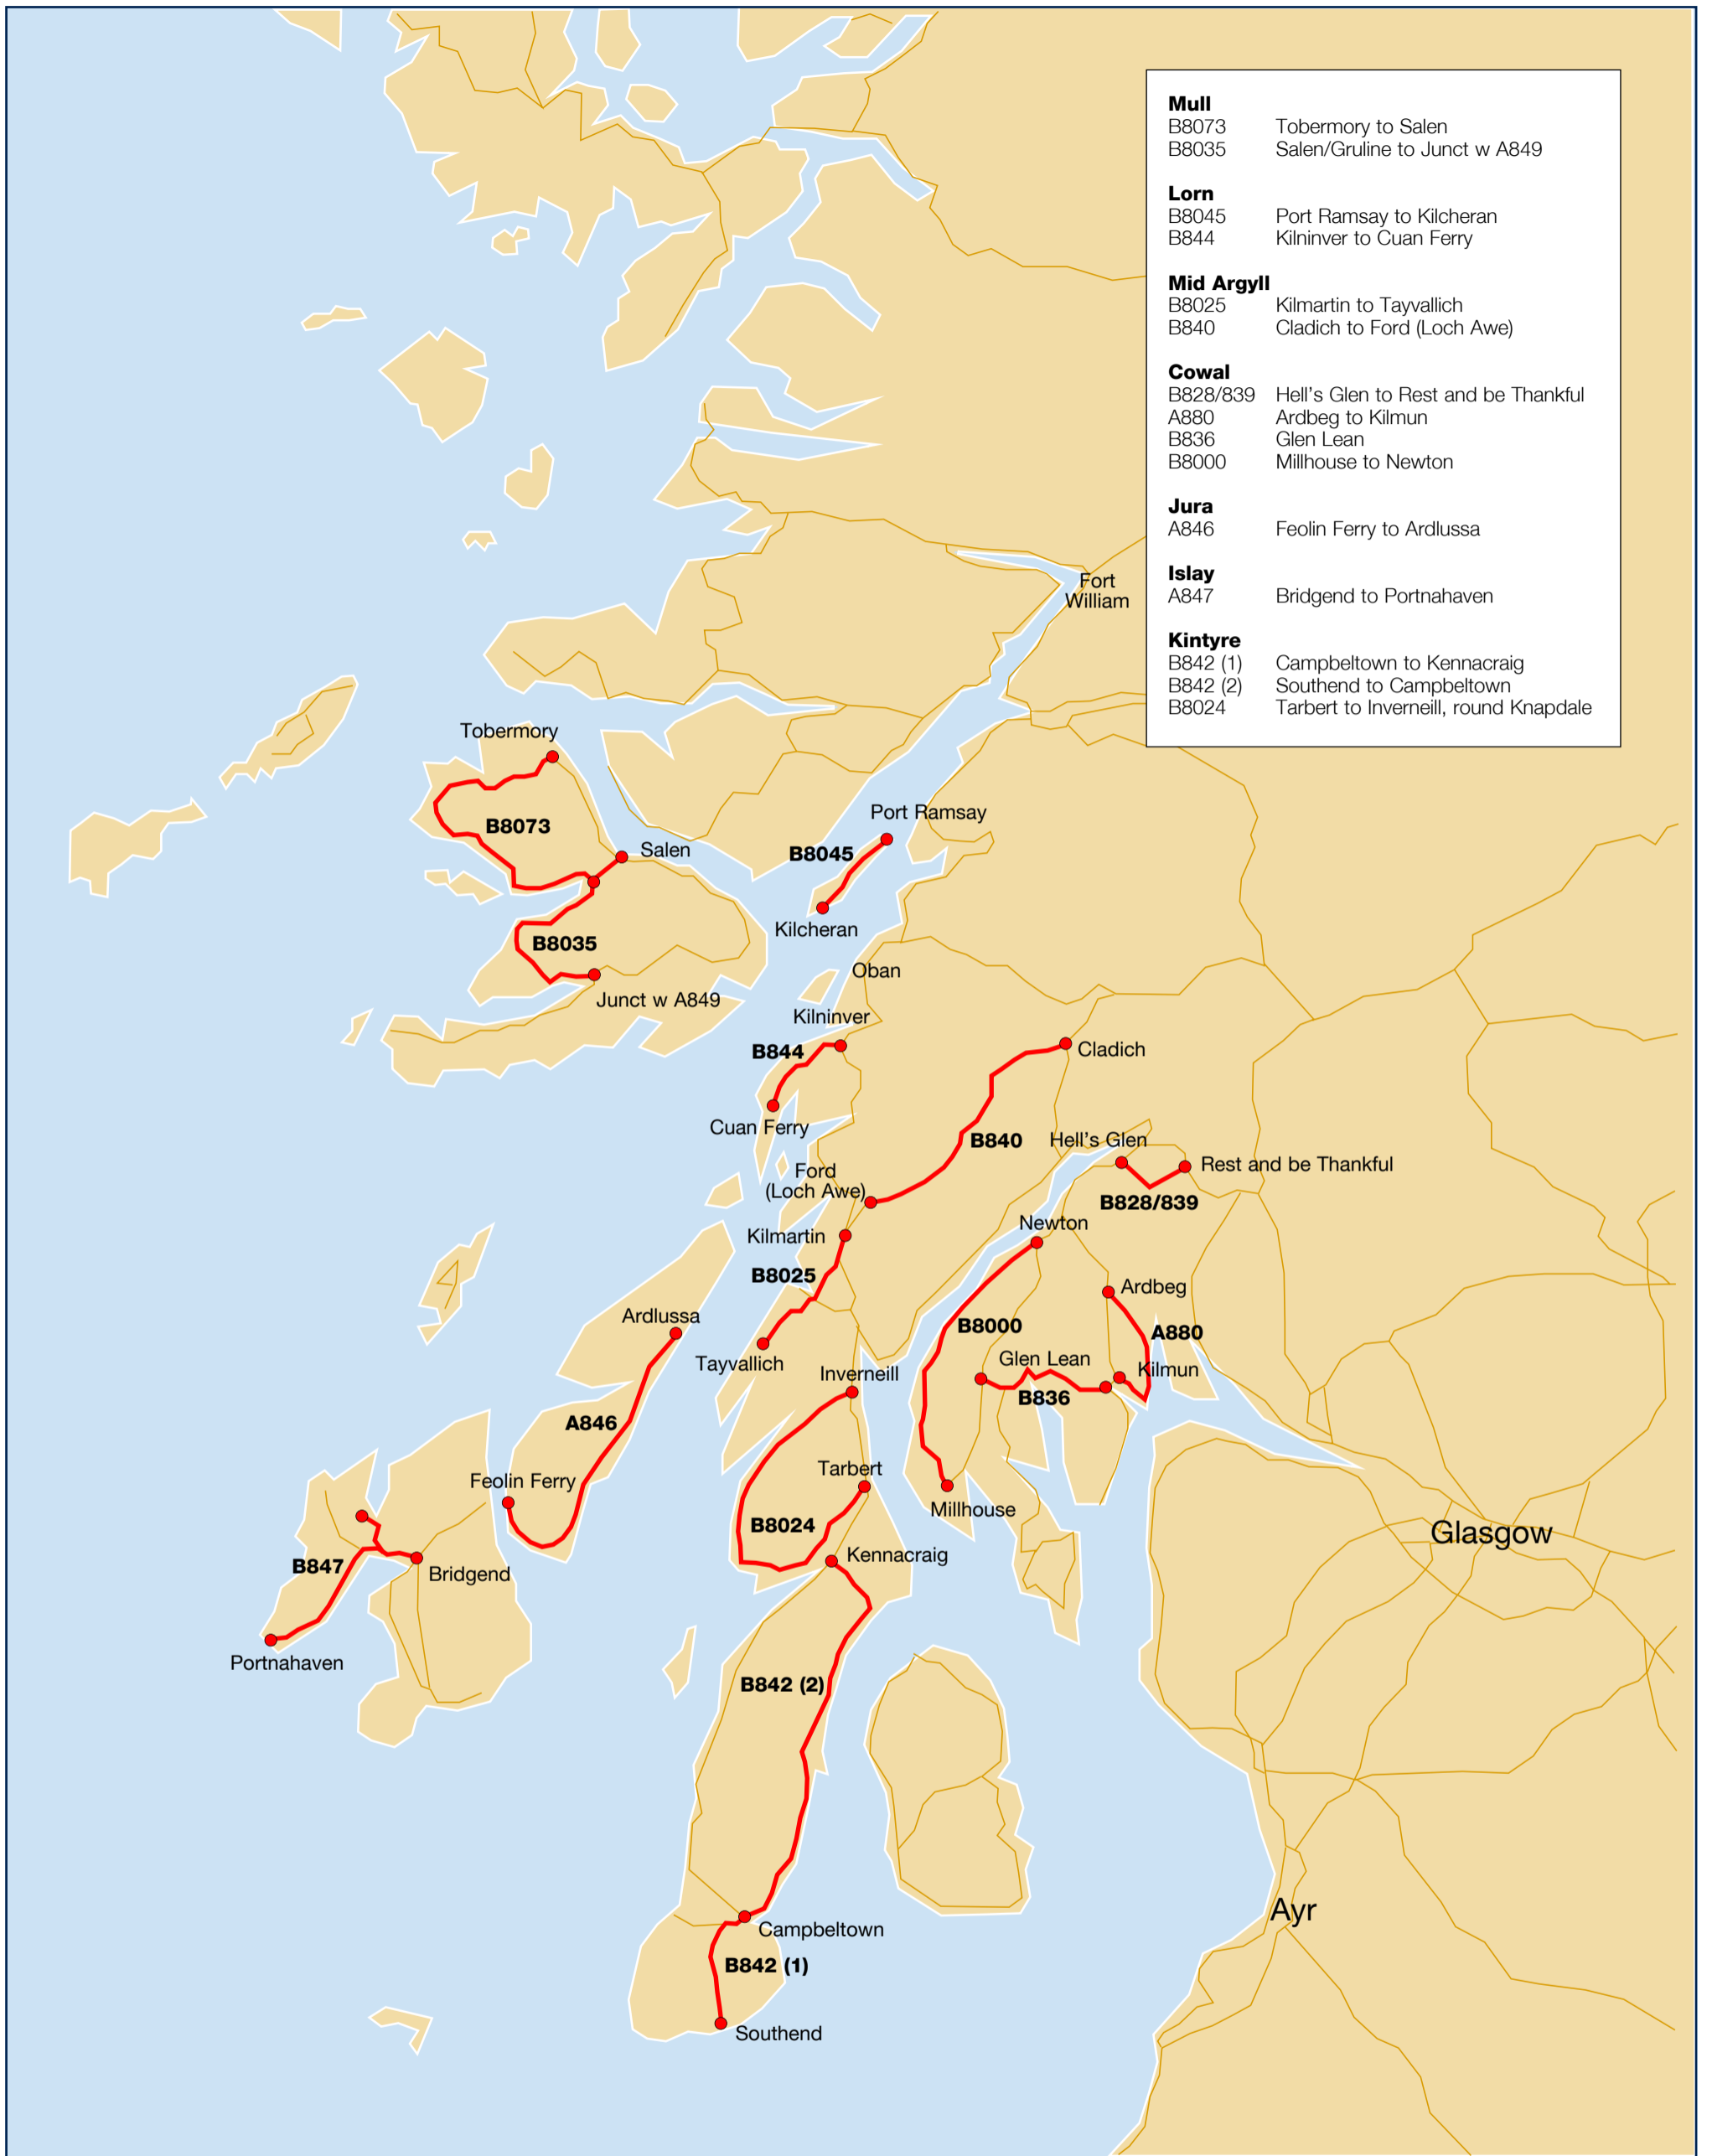 Mull
B8073 Tobermory to Salen
B8035 Salen/Gruline to Junct w A849
Lorn
B8045 Port Ramsay to Kilcheran
B844 Kilninver to Cuan Ferry
Mid Argyll
B8025 Kilmartin to Tayvallich
B840 Cladich to Ford (Loch Awe)
Cowal
B828/839 Hell's Glen to Rest and be Thankful
A880 Ardbeg to Kilmun
B836 Glen Lean
B8000 Millhouse to Newton
Jura
A846 Feolin Ferry to Ardlussa
Islay
A847 Bridgend to Portnahaven
Kintyre
B842 (1) Campbeltown to Kennacraig
B842 (2) Southend to Campbeltown
B8024 Tarbert to Inverneill, round Knapdale
Fort
William
Tobermory
Port Ramsay
B8073
Salen
B8045
Kilcheran
B8035
Oban
Junct w A849
Kilninver
B844
Cladich
Cuan Ferry
B840
Hell's Glen
Rest and be Thankful
Ford
(Loch Awe)
B828/839
Newton
Kilmartin
B8025
Ardbeg
Ardlussa
B8000
A880
Tayvallich
Glen Lean
Kilmun
Inverneill
B836
A846
Tarbert
Feolin Ferry
Millhouse
B8024
Glasgow
Kennacraig
B847
Bridgend
Portnahaven
B842 (2)
Ayr
Campbeltown
B842 (1)
Southend